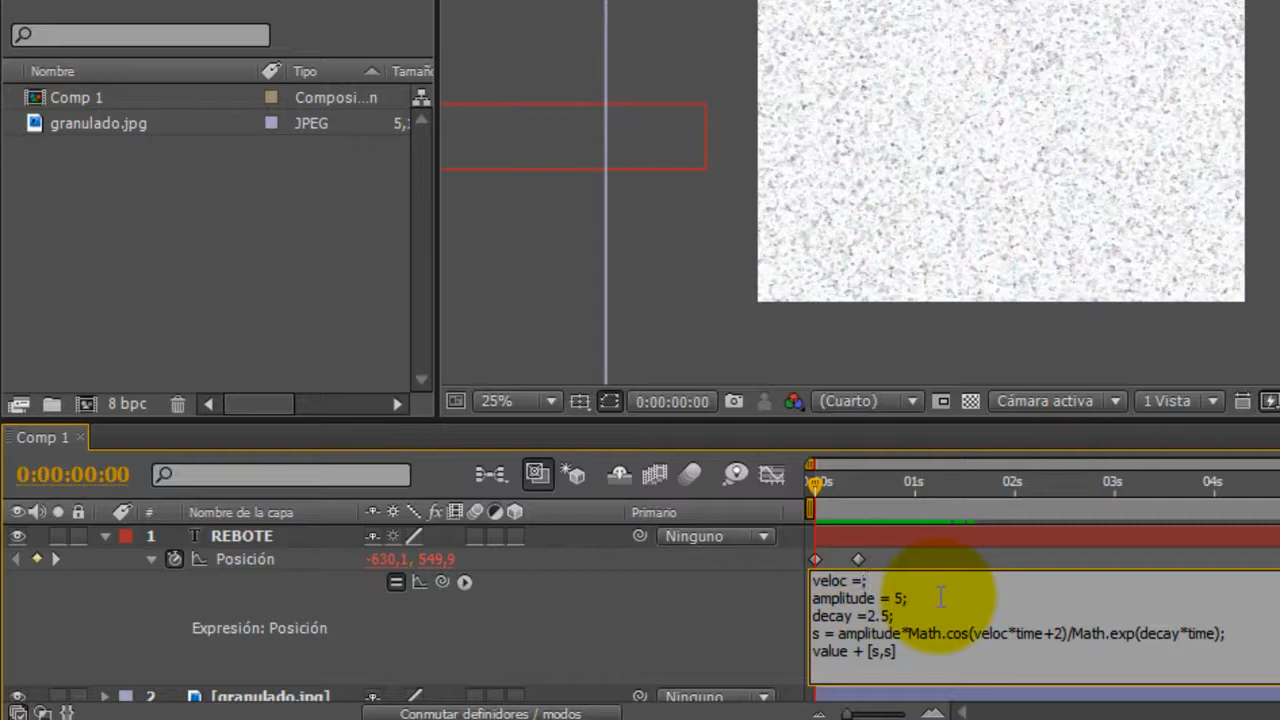 Nombre Tipo Tamañ
Comp 1 Composi...n
granulado.jpg JPEG 5,
8 bpc
25% 0:00:00:00 (Cuarto) Cámara activa 1 Vista
Comp 1 ×
0:00:00:00
01s 02s 03s 04s
# Nombre de la capa fx Primario
1 T REBOTE Ninguno
Posición -630,1, 549,9
veloc =;
amplitude = 5;
decay =2.5;
Expresión: Posición
s = amplitude*Math.cos(veloc*time+2)/Math.exp(decay*time);
value + [s,s]
2 [granulado.jpg] Ninguno
Conmutar definidores / modos